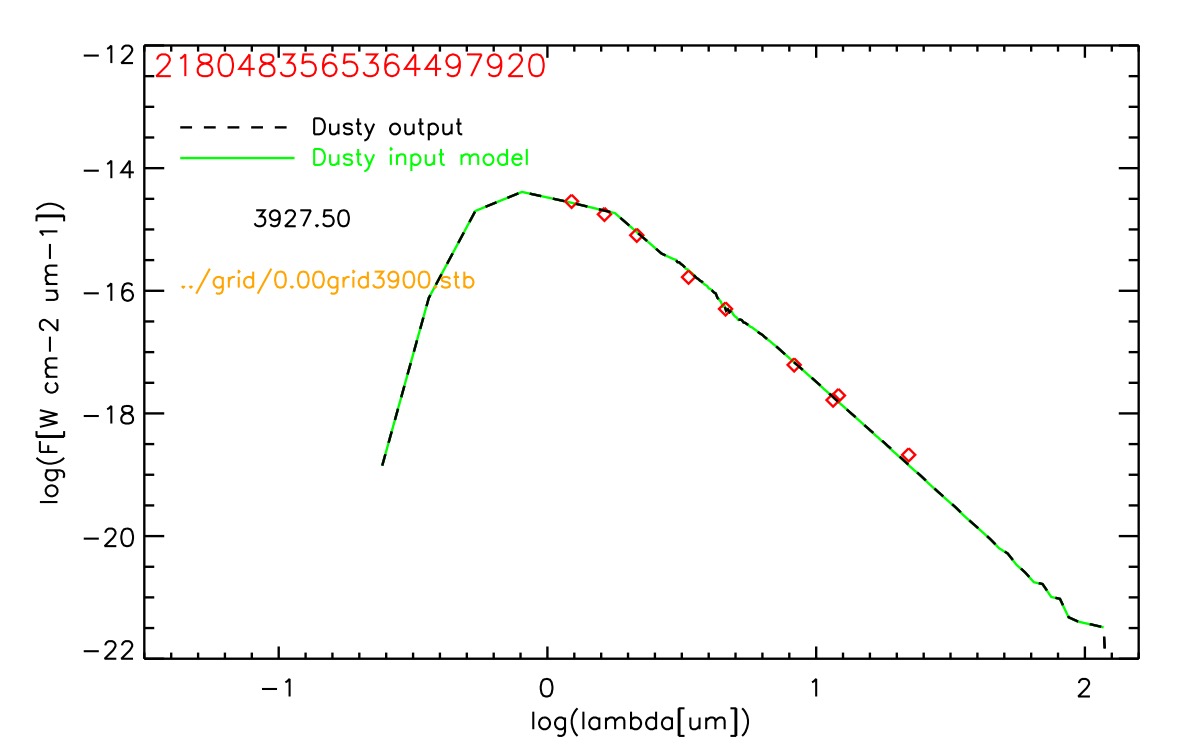 2180483565364497920
Dusty output
Dusty input model
3927.50
../grid/0.00grid3900.stb
−12
−14
−16
−18
−20
−22
log(F[W cm−2 um−1])
−1 0 1 2
log(lambda[um])